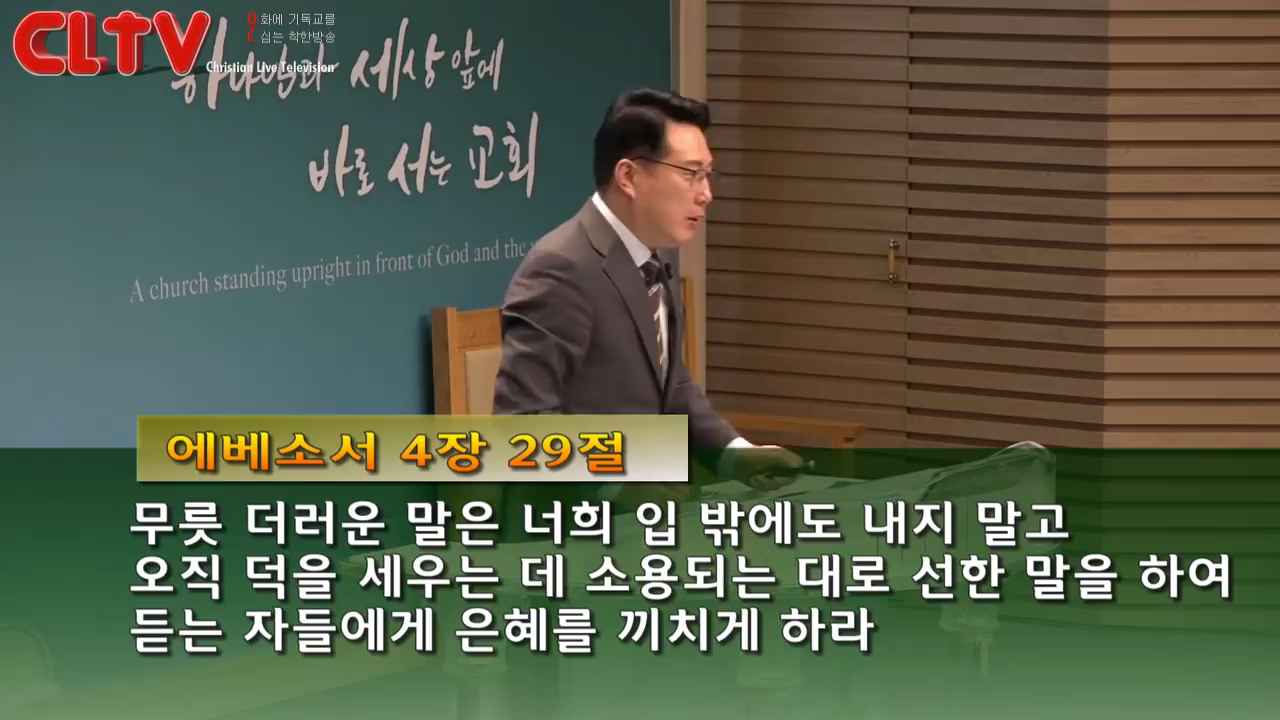 CLTV
문화에 기독교를
심는 착한방송
Christian Live Television
하나님과 세상 앞에
바로 서는 교회
A church standing upright in front of God and the
에베소서 4장 29절
무릇 더러운 말은 너희 입 밖에도 내지 말고
오직 덕을 세우는 데 소용되는 대로 선한 말을 하여
듣는 자들에게 은혜를 끼치게 하라